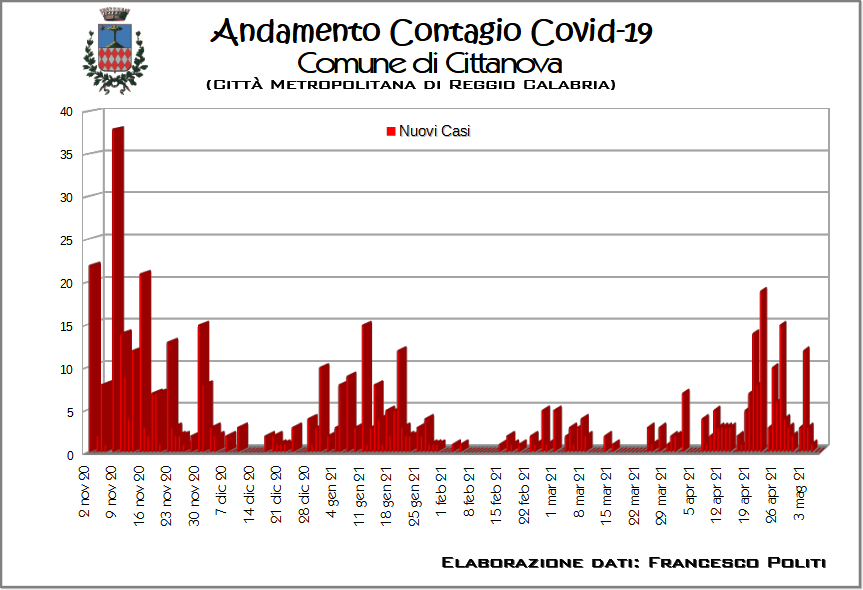 Andamento Contagio Covid-19
Comune di Cittanova
(Città Metropolitana di Reggio Calabria)
Nuovi Casi
40
35
30
25
20
15
10
5
0
2 nov 20
9 nov 20
16 nov 20
23 nov 20
30 nov 20
7 dic 20
14 dic 20
21 dic 20
28 dic 20
4 gen 21
11 gen 21
18 gen 21
25 gen 21
1 feb 21
8 feb 21
15 feb 21
22 feb 21
1 mar 21
8 mar 21
15 mar 21
22 mar 21
29 mar 21
5 apr 21
12 apr 21
19 apr 21
26 apr 21
3 mag 21
Elaborazione dati: Francesco Politi